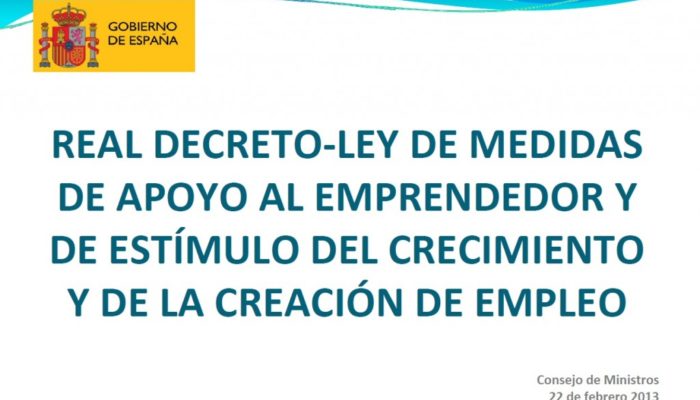 GOBIERNO
DE ESPAÑA
REAL DECRETO-LEY DE MEDIDAS
DE APOYO AL EMPRENDEDOR Y
DE ESTÍMULO DEL CRECIMIENTO
Y DE LA CREACIÓN DE EMPLEO
Consejo de Ministros
22 de febrero 2013